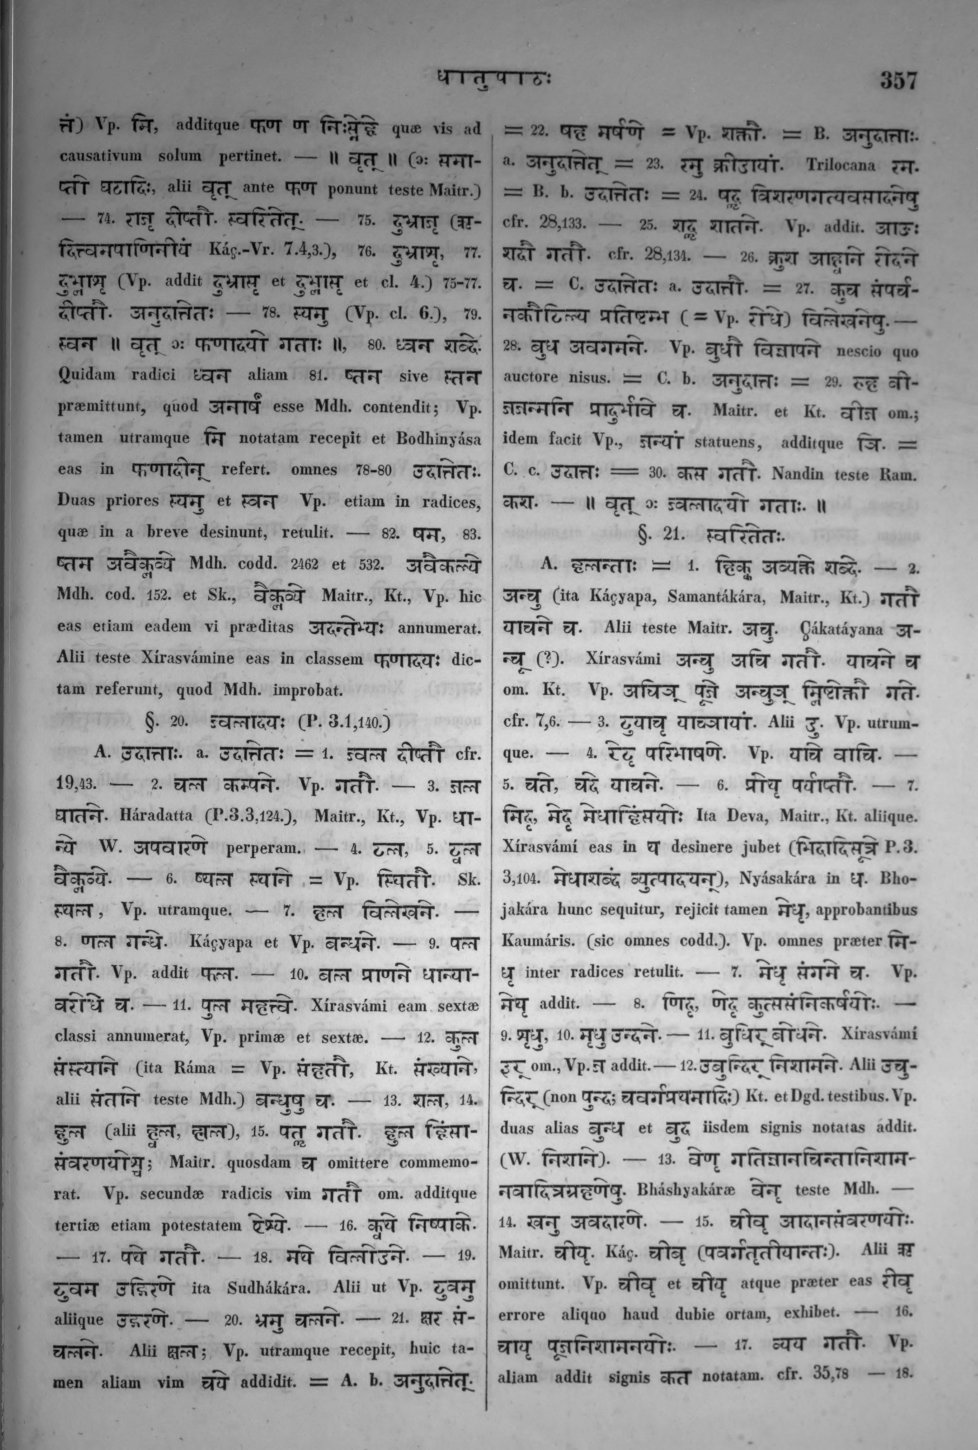 धातुपाठः 357
तं) Vp. मि, additque फण ण निःस्नेहे quæ vis ad
causativum solum pertinet. — ॥ वृत् ॥ (ɔ: समा-
प्तो घटादिः, alii वृत् ante फण ponunt teste Maitr.)
— 74. राजृ दीप्तौ. स्वरितेत्. — 75. टुभ्राजृ (ऋ-
दित्त्वमपाणिनीयं Káç.-Vr. 7.4,3.), 76. टुभ्राशृ, 77.
टुभ्लाशृ (Vp. addit टुभ्रासृ et टुभ्लासृ et cl. 4.) 75-77.
दीप्तौ. अनुदात्तेतः — 78. स्यमु (Vp. cl. 6.), 79.
स्वन ॥ वृत् ɔ: फणादयो गताः ॥, 80. ध्वन शब्दे.
Quidam radici ध्वन aliam 81. ष्तन sive स्तन
præmittunt, quod अनार्षं esse Mdh. contendit; Vp.
tamen utramque मि notatam recepit et Bodhinyása
eas in फणादीन् refert. omnes 78-80 उदात्तेतः.
Duas priores स्यमु et स्वन Vp. etiam in radices,
quæ in a breve desinunt, retulit. — 82. षम, 83.
ष्तम अवैक्लव्ये Mdh. codd. 2462 et 532. अवैकल्ये
Mdh. cod. 152. et Sk., वैक्लव्ये Maitr., Kt., Vp. hic
eas etiam eadem vi præditas अदन्तेभ्यः annumerat.
Alii teste Xírasvámine eas in classem फणादयः dic-
tam referunt, quod Mdh. improbat.
§. 20. ज्वलादयः (P. 3.1,140.)
A. उदात्ताः. a. उदात्तेतः = 1. ज्वल दीप्तौ cfr.
19,43. — 2. चल कम्पने. Vp. गतौ. — 3. जल
घातने. Háradatta (P.3.3,124.), Maitr., Kt., Vp. धा-
न्ये W. अपवारणे perperam. — 4. टल, 5. ट्वल
वैक्लव्ये. — 6. ष्थल स्थाने = Vp. स्थितौ. Sk.
स्थल, Vp. utramque. — 7. हल विलेखने. —
8. णल गन्धे. Káçyapa et Vp. बन्धने. — 9. पल
गतौ. Vp. addit फल. — 10. बल प्राणने धान्या-
वरोधे च. — 11. पुल महत्त्वे. Xírasvámi eam sextæ
classi annumerat, Vp. primæ et sextæ. — 12. कुल
संस्त्याने (ita Ráma = Vp. संहतौ, Kt. संख्याने,
alii संताने teste Mdh.) बन्धुषु च. — 13. शल, 14.
हुल (alii ह्वल, ह्मल), 15. पतॢ गतौ. हुल हिंसा-
संवरणयोश्च; Maitr. quosdam च omittere commemo-
rat. Vp. secundæ radicis vim गतौ om. additque
tertiæ etiam potestatem ऐश्ये. — 16. क्वथे निष्पाके.
— 17. पथे गतौ. — 18. मथे विलोडने. — 19.
टुवम उद्गिरणे ita Sudhákára. Alii ut Vp. टुवमु
aliique उद्गरणे. — 20. भ्रमु चलने. — 21. क्षर सं-
चलने. Alii क्षल; Vp. utramque recepit, huic ta-
men aliam vim चये addidit. = A. b. अनुदात्तेत्.
= 22. षह मर्षणे = Vp. शक्तौ. = B. अनुदात्ताः.
a. अनुदात्तेत् = 23. रमु क्रीडायां. Trilocana रम.
= B. b. उदात्तेतः = 24. षदॢ विशरणगत्यवसादनेषु
cfr. 28,133. — 25. शदॢ शातने. Vp. addit. आङः
शदी गतौ. cfr. 28,134. — 26. क्रुश आह्वाने रोदने
च. = C. उदात्तेतः a. उदात्तौ. = 27. कुच संपर्च-
नकौटिल्य प्रतिष्टम्भ (= Vp. रोधे) विलेखनेषु. —
28. बुध अवगमने. Vp. बुधौ विज्ञापने nescio quo
auctore nisus. = C. b. अनुदात्तः = 29. रुह बी-
जजन्मनि प्रादुर्भावे च. Maitr. et Kt. बीज om.;
idem facit Vp., जन्यां statuens, additque ञि. =
C. c. उदात्तः = 30. कस गतौ. Nandin teste Ram.
कश. — ॥ वृत् ɔ: ज्वलादयो गताः. ॥
§. 21. स्वरितेतः.
A. हलन्ताः = 1. हिक्क अव्यक्ते शब्दे. — 2.
अन्चु (ita Káçyapa, Samantákára, Maitr., Kt.) गतौ
याचने च. Alii teste Maitr. अचु. Çákatáyana अ-
न्चू (?). Xírasvámi अन्चु अचि गतौ. याचने च
om. Kt. Vp. अचिञ् पूजे अन्चुञ् म्लिष्टोक्तौ गते.
cfr. 7,6. — 3. टुयाचृ याच्ञायां. Alii डु. Vp. utrum-
que. — 4. रेटृ परिभाषणे. Vp. याचि वाचि. —
5. चते, चदे याचने. — 6. प्रोथृ पर्याप्तौ. — 7.
मिदृ, मेदृ मेधाहिंसयोः Ita Deva, Maitr., Kt. aliique.
Xírasvámí eas in थ desinere jubet (भिदादिसूत्रे P. 3.
3,104. मेधाशब्दं व्युत्पादयन्), Nyásakára in ध. Bho-
jakára hunc sequitur, rejicit tamen मेधृ, approbantibus
Kaumáris. (sic omnes codd.). Vp. omnes præter मि-
धृ inter radices retulit. — 7. मेधृ संगमे च. Vp.
मेथृ addit. — 8. णिदृ, णेदृ कुत्ससंनिकर्षयोः. —
9. शृधु, 10. मृधु उन्दने. — 11. बुधिर् बोधने. Xírasvámí
इर् om., Vp. ज addit. — 12. उबुन्दिर् निशामने. Alii उचु-
न्दिर् (non पुन्द; चवर्गप्रथमादिः) Kt. et Dgd. testibus. Vp.
duas alias बुन्ध et बुद iisdem signis notatas addit.
(W. निशाने). — 13. वेणृ गतिज्ञानचिन्तानिशाम-
नवादित्रग्रहणेषु. Bháshyakáræ वेनृ teste Mdh. —
14. खनु अवदारणे. — 15. चीवृ आदानसंवरणयोः.
Maitr. चीयृ. Káç. चीबृ (पवर्गतृतीयान्तः). Alii ऋ
omittunt. Vp. चीवृ et चीयृ atque præter eas रीवृ
errore aliquo haud dubie ortam, exhibet. — 16.
चायृ पूजनिशामनयोः. — 17. व्यय गतौ. Vp.
aliam addit signis कत notatam. cfr. 35,78 — 18.